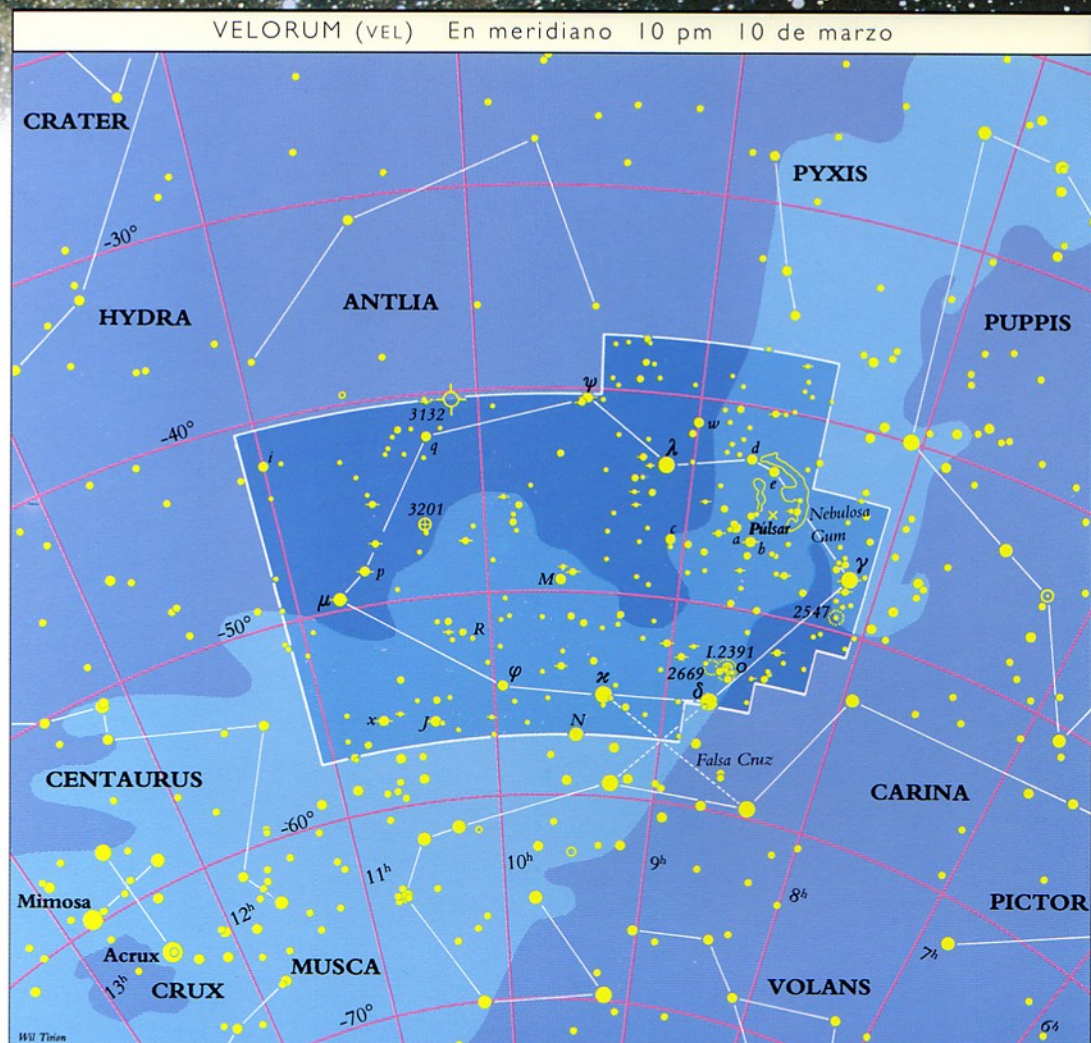 VELORUM (VEL) En meridiano 10 pm 10 de marzo
CRATER
PYXIS
-30°
HYDRA
ANTLIA
PUPPIS
3132
ψ
-40°
q
w
i
λ
d
e
3201
Nebulosa
Gum
Púlsar
c
a
b
p
M
γ
μ
2547
-50°
R
I.2391
2669
o
φ
ϰ
δ
x
J
N
Falsa Cruz
CENTAURUS
CARINA
-60°
11h
10h
9h
8h
Mimosa
12h
PICTOR
Acrux
7h
13h
CRUX
MUSCA
VOLANS
-70°
6h
Wil Tirion